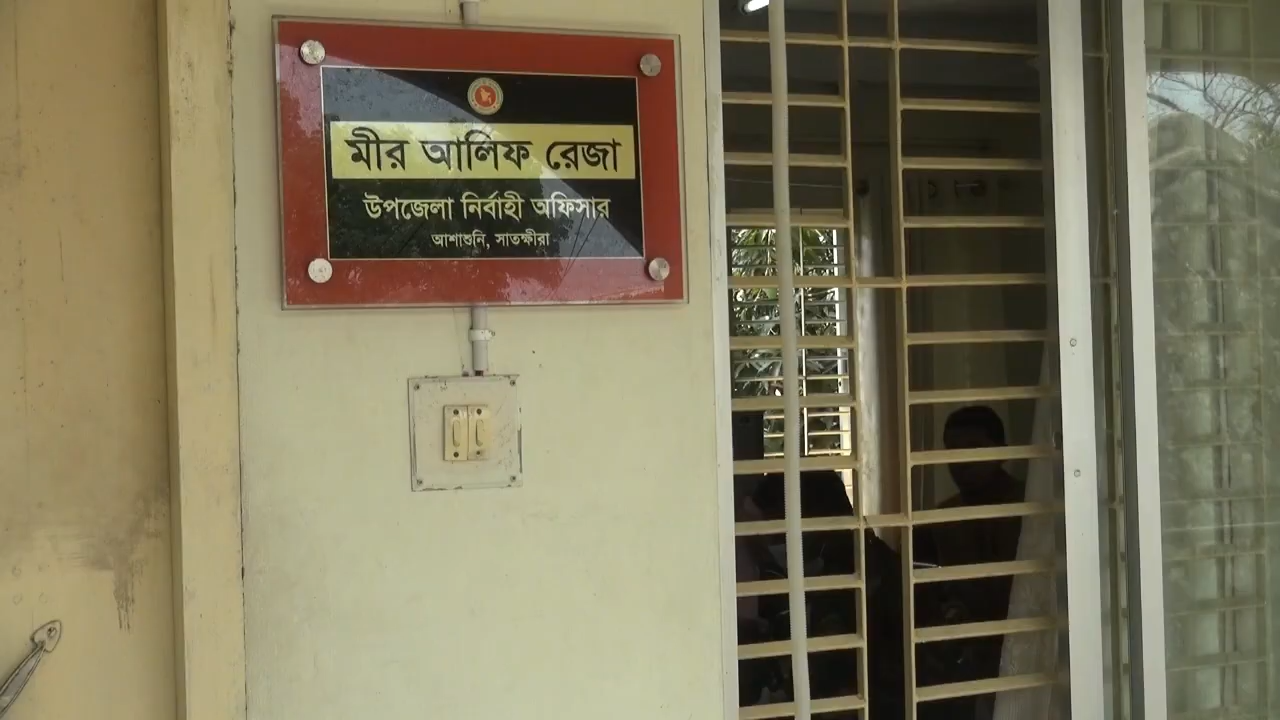 মীর আলিফ রেজা
উপজেলা নির্বাহী অফিসার
আশাশুনি, সাতক্ষীরা